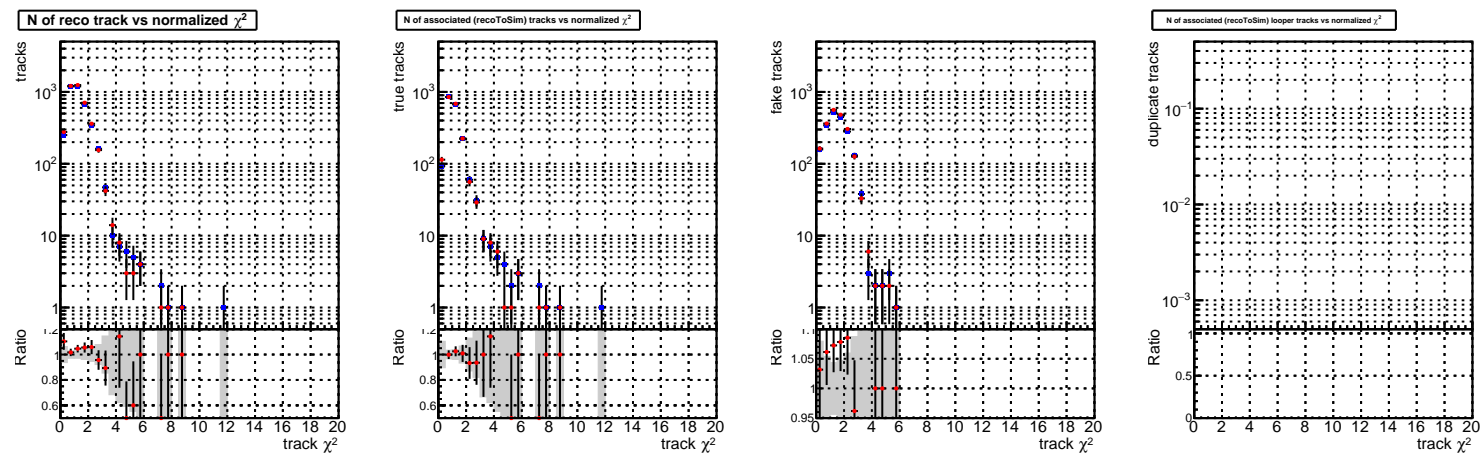 N of reco track vs normalized χ²
tracks
10³
10²
10
1
Ratio
1.2
1
0.8
0.6
0 2 4 6 8 10 12 14 16 18 20
track χ²
N of associated (recoToSim) tracks vs normalized χ²
true tracks
10³
10²
10
1
Ratio
1.2
1
0.8
0.6
0 2 4 6 8 10 12 14 16 18 20
track χ²
fake tracks
10³
10²
10
1
Ratio
1.05
1
0.95
0 2 4 6 8 10 12 14 16 18 20
track χ²
N of associated (recoToSim) looper tracks vs normalized χ²
duplicate tracks
10⁻¹
10⁻²
10⁻³
Ratio
1
0.5
0
0 2 4 6 8 10 12 14 16 18 20
track χ²